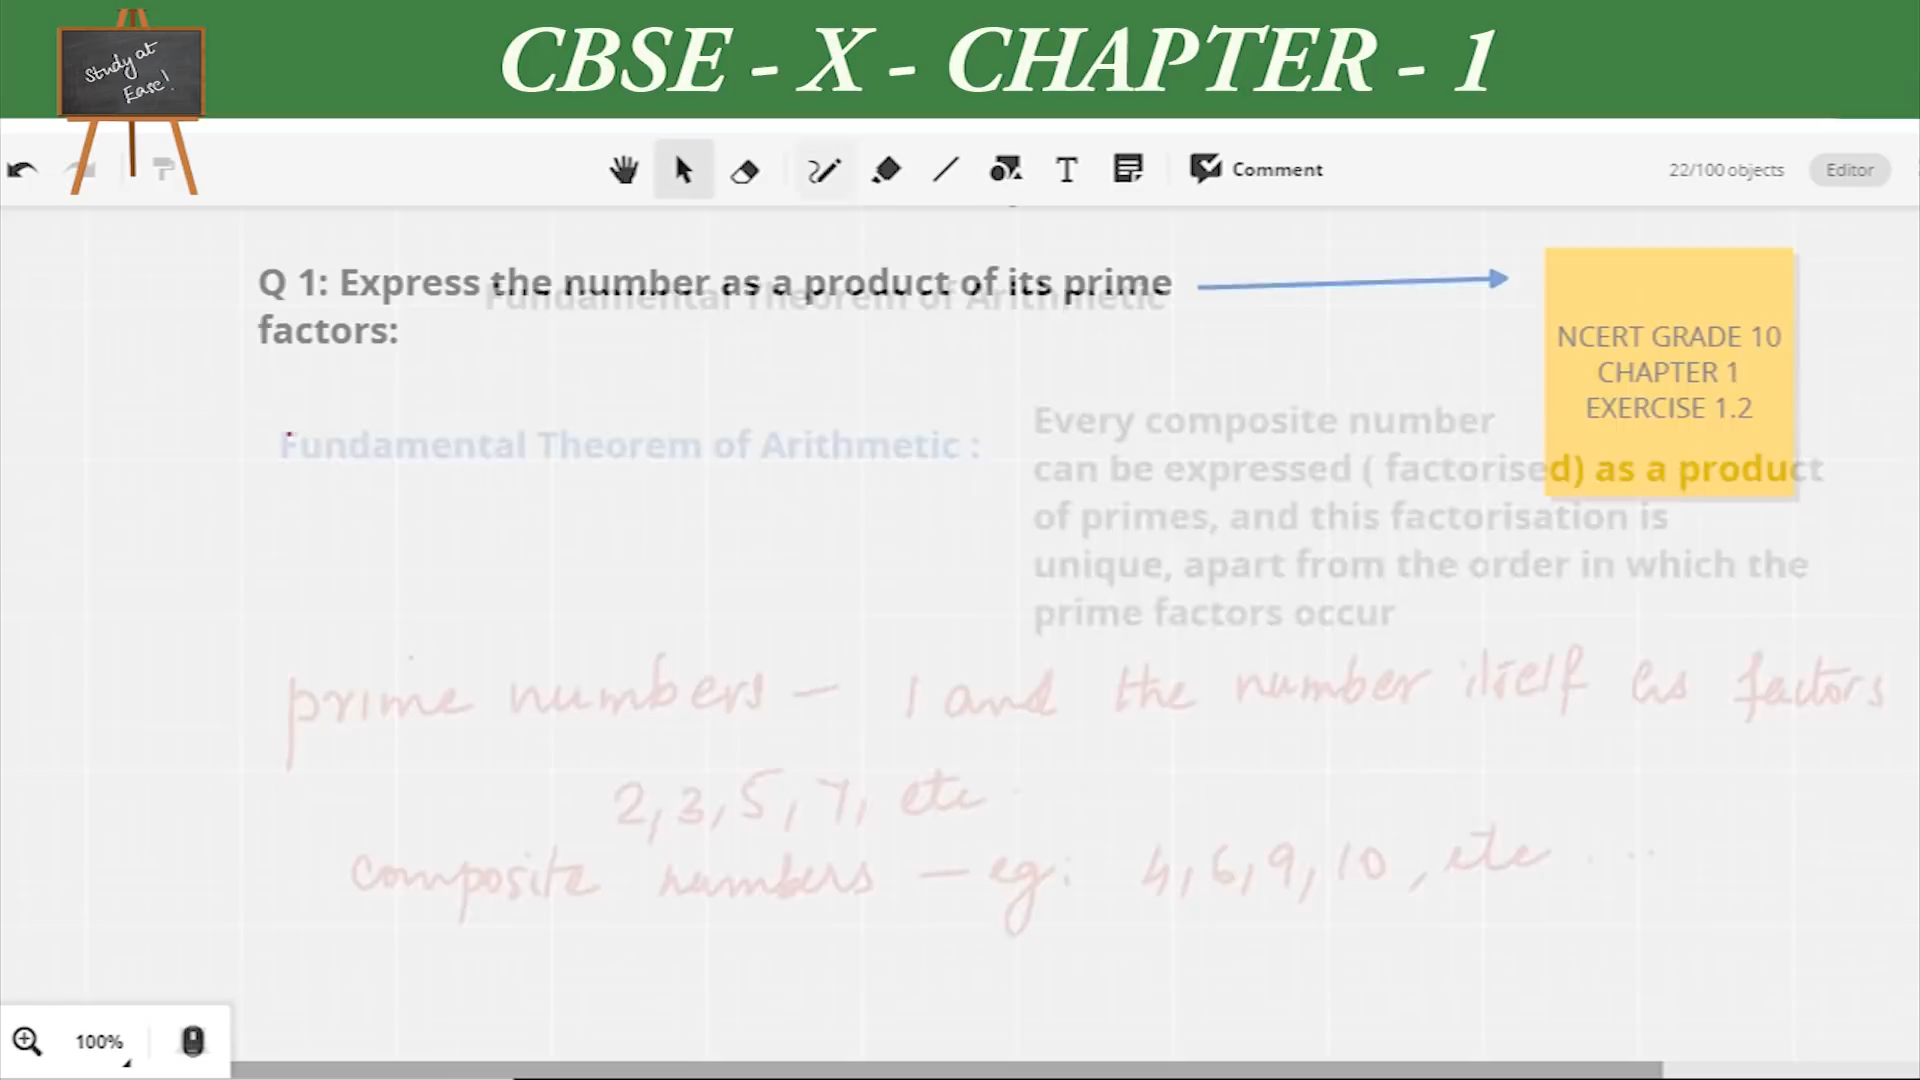 CBSE - X - CHAPTER - 1
Study at
Ease!
Comment
22/100 objects
Editor
Q 1: Express the number as a product of its prime
factors:
Fundamental Theorem of Arithmetic
NCERT GRADE 10
CHAPTER 1
EXERCISE 1.2
Fundamental Theorem of Arithmetic :
Every composite number
can be expressed ( factorised) as a product
of primes, and this factorisation is
unique, apart from the order in which the
prime factors occur
prime numbers - 1 and the number itself as factors
2, 3, 5, 7, etc
composite numbers - eg: 4, 6, 9, 10, etc ...
100%